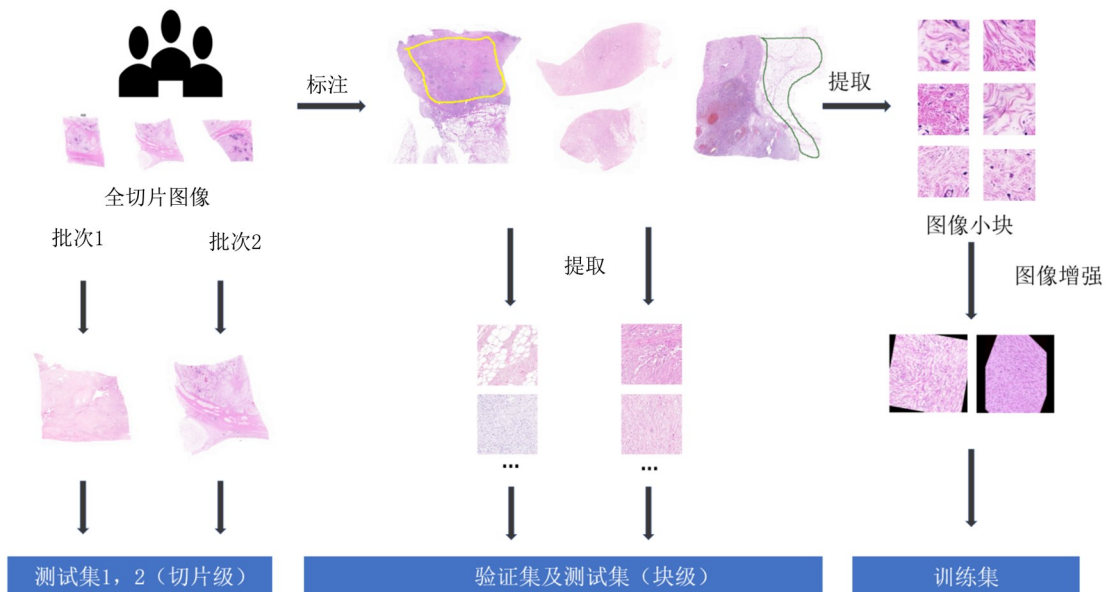 标注
提取
全切片图像
批次1
批次2
图像小块
提取
图像增强
...
...
测试集1，2（切片级）
验证集及测试集（块级）
训练集